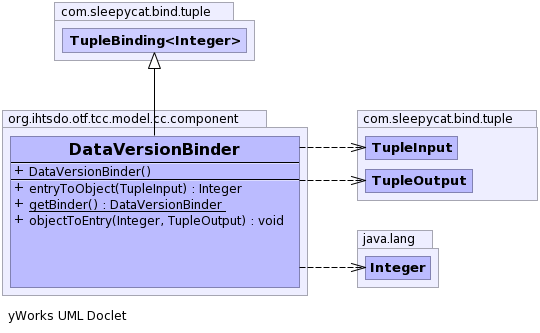 com.sleepycat.bind.tuple
TupleBinding<Integer>
org.ihtsdo.otf.tcc.model.cc.component
DataVersionBinder
+ DataVersionBinder()
+ entryToObject(TupleInput) : Integer
+ getBinder() : DataVersionBinder
+ objectToEntry(Integer, TupleOutput) : void
com.sleepycat.bind.tuple
TupleInput
TupleOutput
java.lang
Integer
yWorks UML Doclet